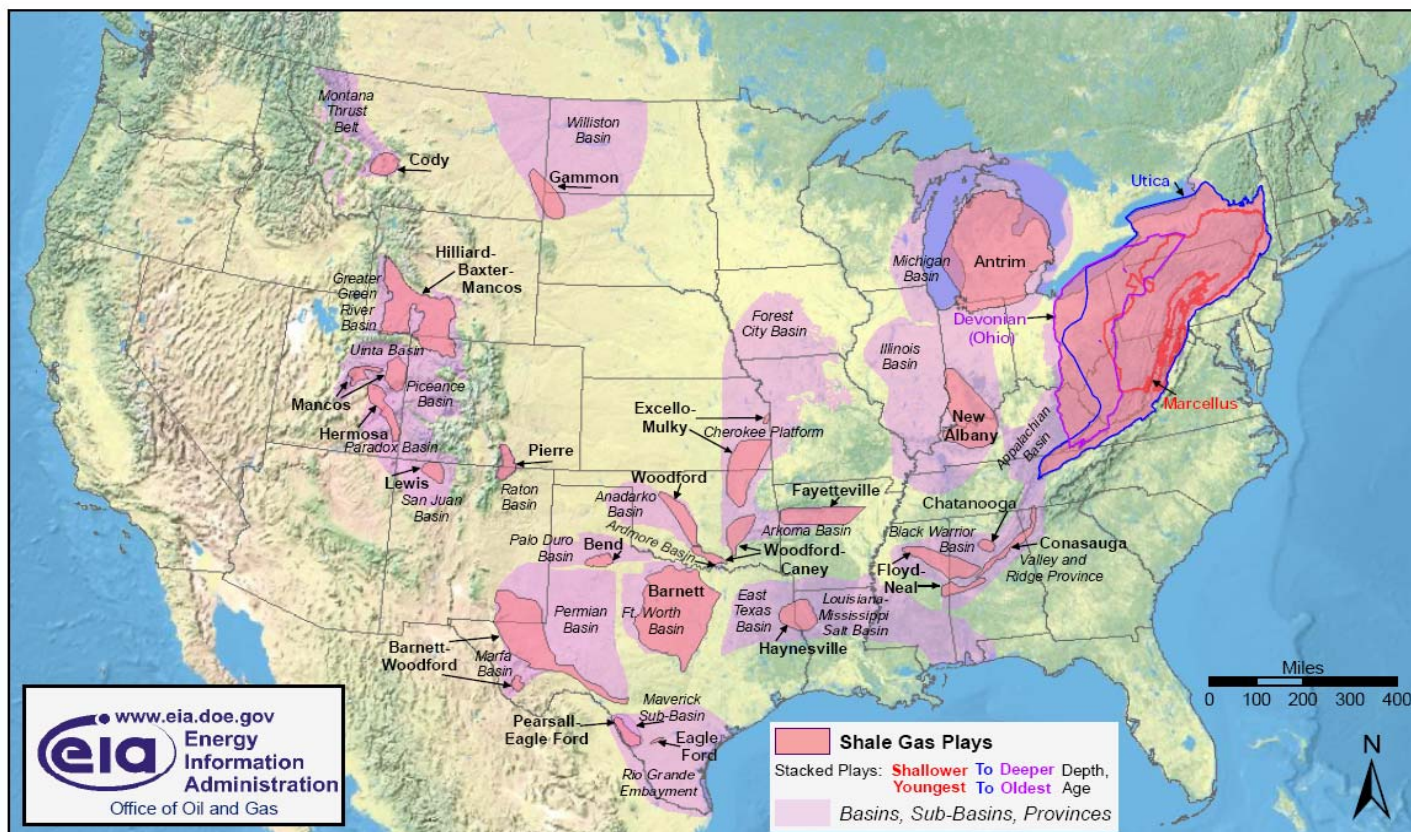 Montana
Thrust
Belt
Cody
Williston
Basin
Gammon
Hilliard-
Baxter-
Mancos
Greater
Green
River
Basin
Uinta Basin
Piceance
Basin
Mancos
Hermosa
Paradox Basin
Lewis
San Juan
Basin
Pierre
Raton
Basin
Utica
Michigan
Basin
Antrim
Devonian
(Ohio)
Marcellus
Forest
City Basin
Illinois
Basin
Excello-
Mulky
Cherokee Platform
New
Albany
Appalachian
Basin
Woodford
Anadarko
Basin
Fayetteville
Chatanooga
Ardmore Basin
Arkoma Basin
Black Warrior
Basin
Palo Duro
Basin
Bend
Woodford-
Caney
Conasauga
Valley and
Ridge Province
Floyd-
Neal
Barnett
Permian
Basin
Ft. Worth
Basin
East
Texas
Basin
Louisiana-
Mississippi
Salt Basin
Haynesville
Barnett-
Woodford
Marfa
Basin
Maverick
Sub-Basin
Pearsall-
Eagle Ford
Eagle
Ford
Rio Grande
Embayment
Miles
0 100 200 300 400
N
www.eia.doe.gov
eia
Energy
Information
Administration
Office of Oil and Gas
Shale Gas Plays
Stacked Plays: Shallower To Deeper Depth,
Youngest To Oldest Age
Basins, Sub-Basins, Provinces